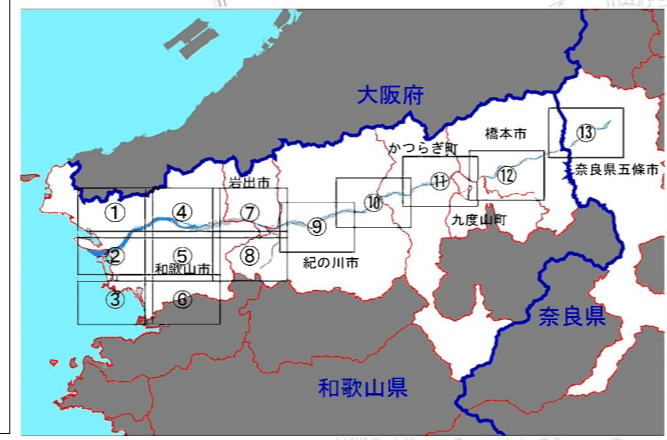 大阪府
橋本市
⑬
かつらぎ町
⑪
⑫
奈良県五條市
岩出市
⑩
①
④
⑦
⑨
九度山町
②
⑤
⑧
紀の川市
和歌山市
③
⑥
奈良県
和歌山県